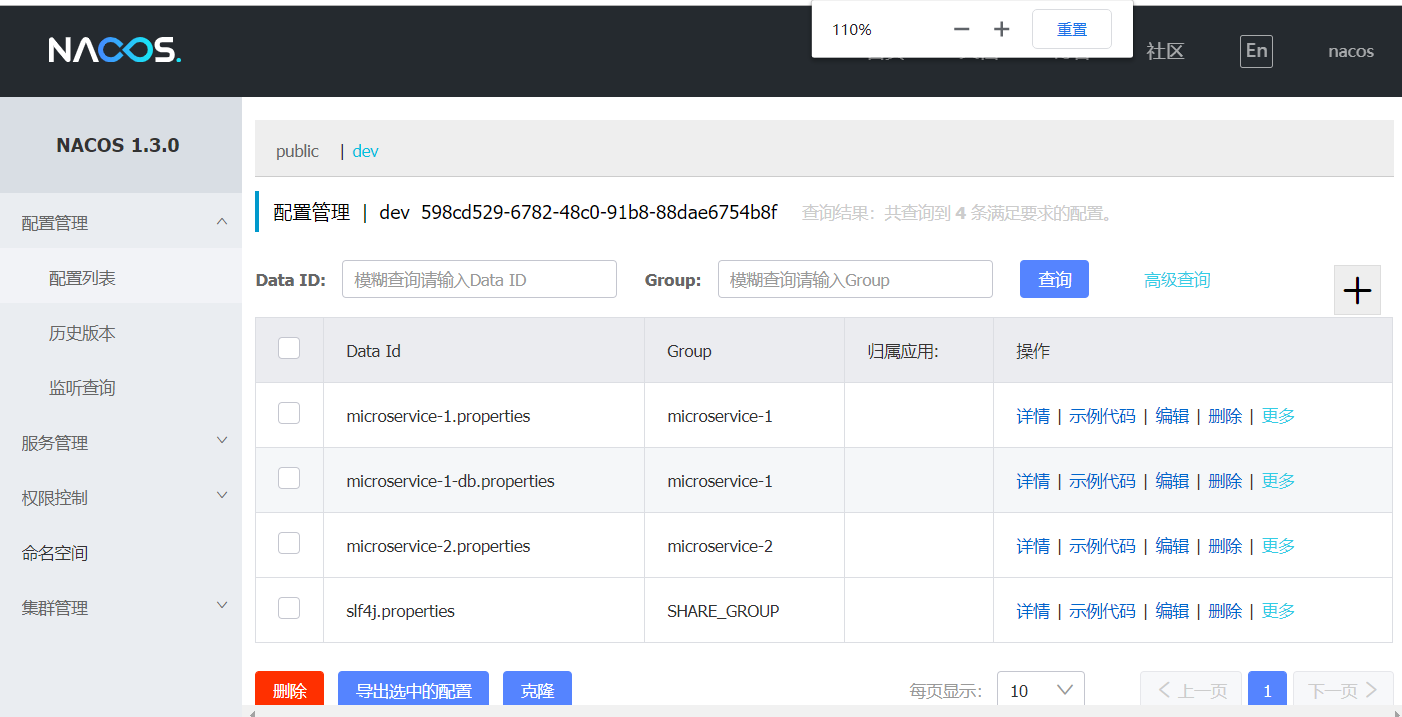 110% 重置
NACOS. 社区 En nacos
NACOS 1.3.0
配置管理
配置列表
历史版本
监听查询
服务管理
权限控制
命名空间
集群管理
public | dev
配置管理 | dev 598cd529-6782-48c0-91b8-88dae6754b8f 查询结果：共查询到 4 条满足要求的配置。
Data ID: 模糊查询请输入Data ID Group: 模糊查询请输入Group 查询 高级查询
Data Id Group 归属应用: 操作
microservice-1.properties microservice-1 详情 | 示例代码 | 编辑 | 删除 | 更多
microservice-1-db.properties microservice-1 详情 | 示例代码 | 编辑 | 删除 | 更多
microservice-2.properties microservice-2 详情 | 示例代码 | 编辑 | 删除 | 更多
slf4j.properties SHARE_GROUP 详情 | 示例代码 | 编辑 | 删除 | 更多
删除 导出选中的配置 克隆 每页显示: 10 上一页 1 下一页